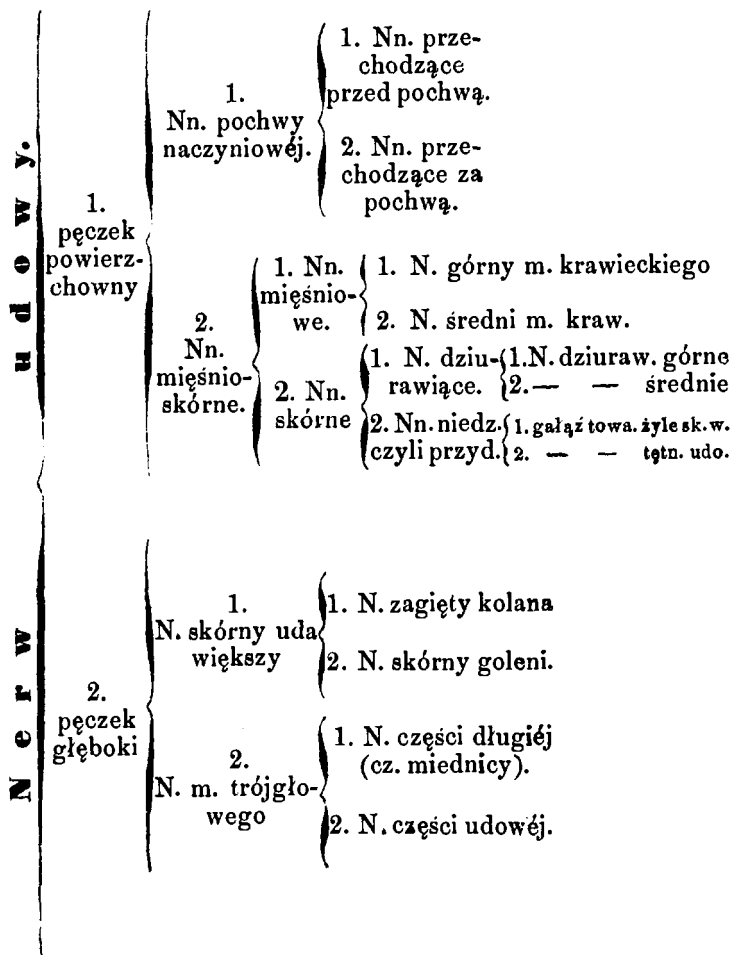 Nerw udowy.
1.
pęczek
powierz-
chowny
1.
Nn. pochwy
naczyniowéj.
1. Nn. prze-
chodzące
przed pochwą.
2. Nn. prze-
chodzące za
pochwą.
2.
Nn.
mięśnio-
skórne.
1. Nn.
mięśnio-
we.
1. N. górny m. krawieckiego
2. N. średni m. kraw.
2. Nn.
skórne
1. N. dziu-
rawiące.
1. N. dziuraw. górne
2. — — średnie
2. Nn. niedz.
czyli przyd.
1. gałąź towa. żyle sk. w.
2. — — tętn. udo.
2.
pęczek
głęboki
1.
N. skórny uda
większy
1. N. zagięty kolana
2. N. skórny goleni.
2.
N. m. trójgło-
wego
1. N. części długiéj
(cz. miednicy).
2. N. części udowéj.